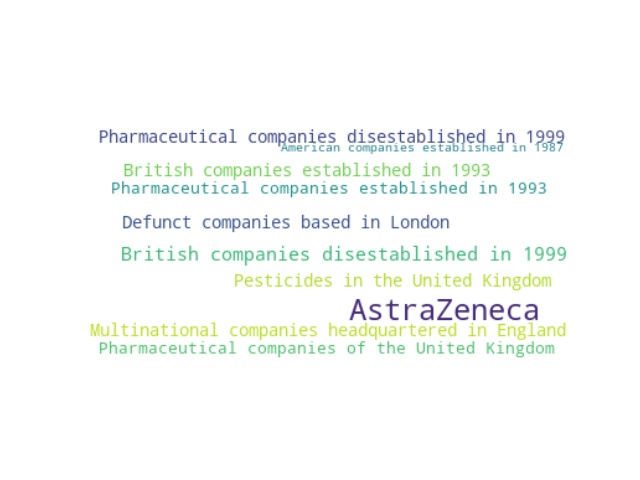 Pharmaceutical companies disestablished in 1999
American companies established in 1987
British companies established in 1993
Pharmaceutical companies established in 1993
Defunct companies based in London
British companies disestablished in 1999
Pesticides in the United Kingdom
AstraZeneca
Multinational companies headquartered in England
Pharmaceutical companies of the United Kingdom